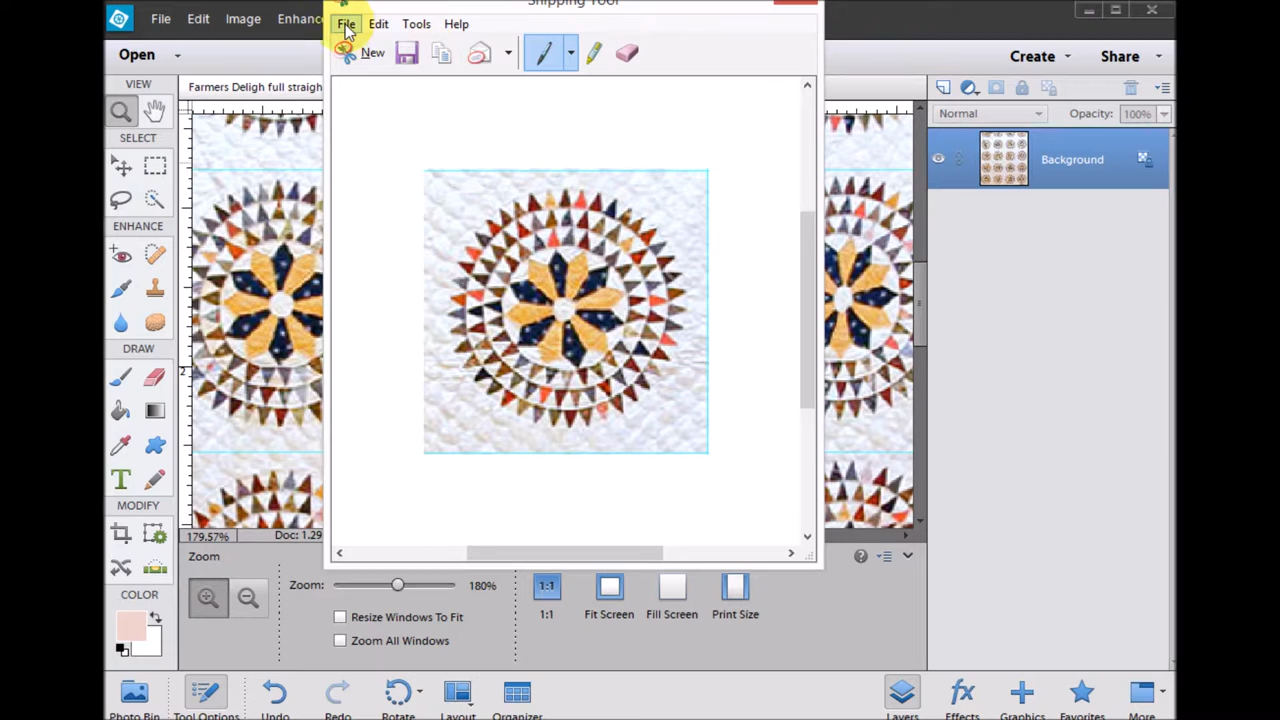 Snipping Tool
File Edit Image Enhance
File Edit Tools Help
New
Open
Create
Share
VIEW
Farmers Deligh full straigh
Normal
Opacity: 100%
SELECT
Background
ENHANCE
DRAW
2
MODIFY
179.57% Doc: 1.29
Zoom
COLOR
Zoom: 180%
1:1
1:1 Fit Screen Fill Screen Print Size
Resize Windows To Fit
Zoom All Windows
Photo Bin Tool Options Undo Redo Rotate Layout Organizer
Layers Effects Graphics Favorites More